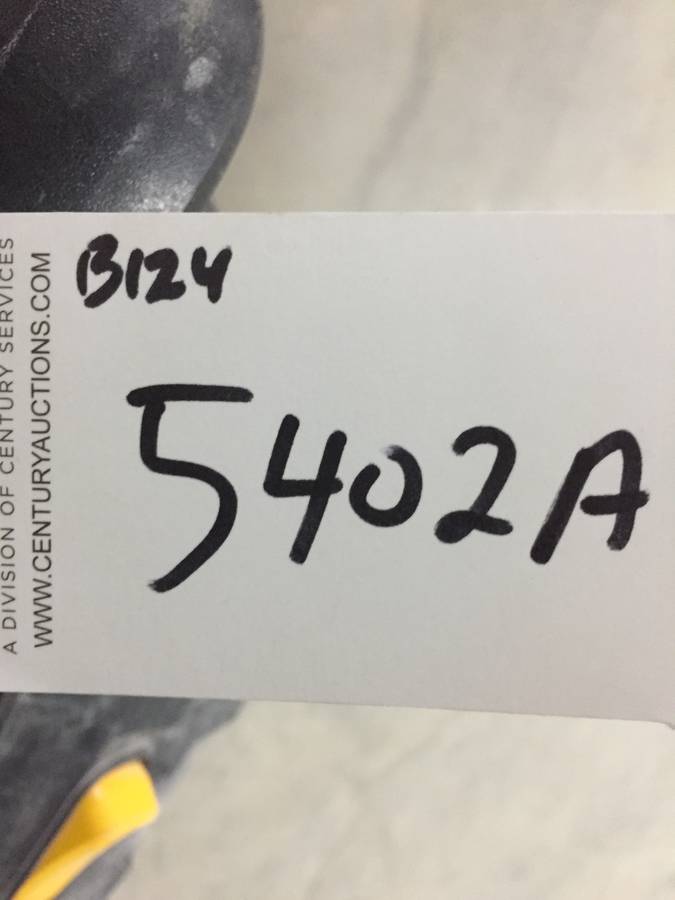 A DIVISION OF CENTURY SERVICES
WWW.CENTURYAUCTIONS.COM
B124
5402A